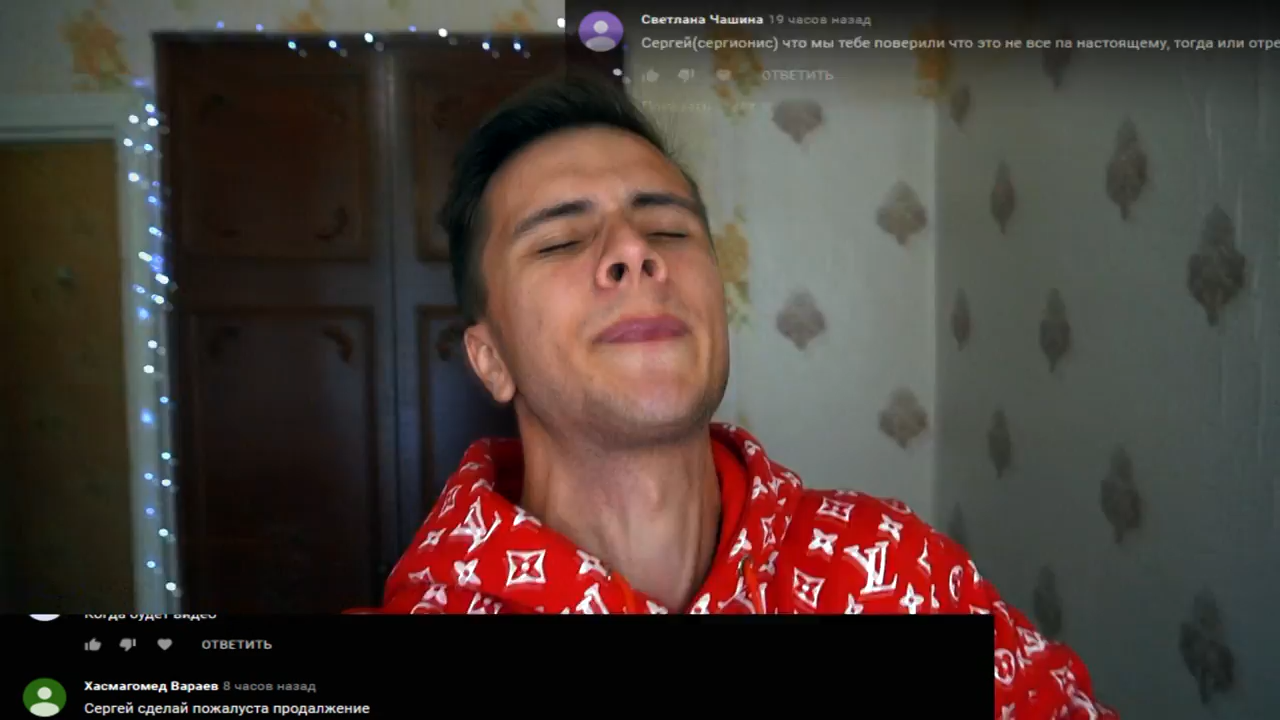 Светлана Чашина 19 часов назад
Сергей(сергионис) что мы тебе поверили что это не все па настоящему, тогда или отре
ОТВЕТИТЬ
Когда будет видео
ОТВЕТИТЬ
Хасмагомед Вараев 8 часов назад
Сергей сделай пожалуста продалжение